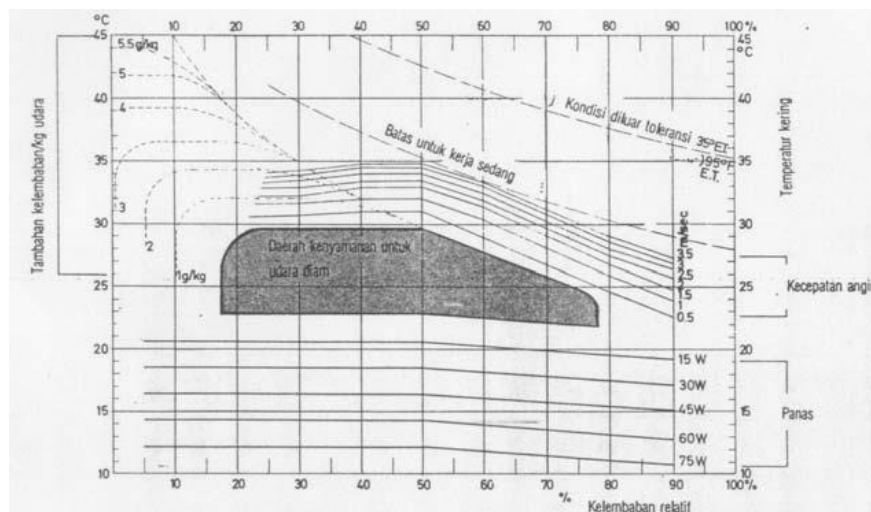 °C 0 10 20 30 40 50 60 70 80 90 100%
45 5.5g/kg 45
°C
5
40 4 40
j Kondisi diluar toleransi 35°E.T.
Batas untuk kerja sedang
35 35
95°F
E.T.
Tambahan kelembaban/kg udara
Temperatur kering
3
30 30
2
1g/kg
Daerah kenyamanan untuk
udara diam
m/sec
3.5
2.5
2
1.5
1
0.5
25 25
Kecepatan angin
20 20
15 W
30W
45W
15 15
60W
75W
Panas
10 10
0 10 20 30 40 50 60 70 80 90 100%
%
Kelembaban relatif